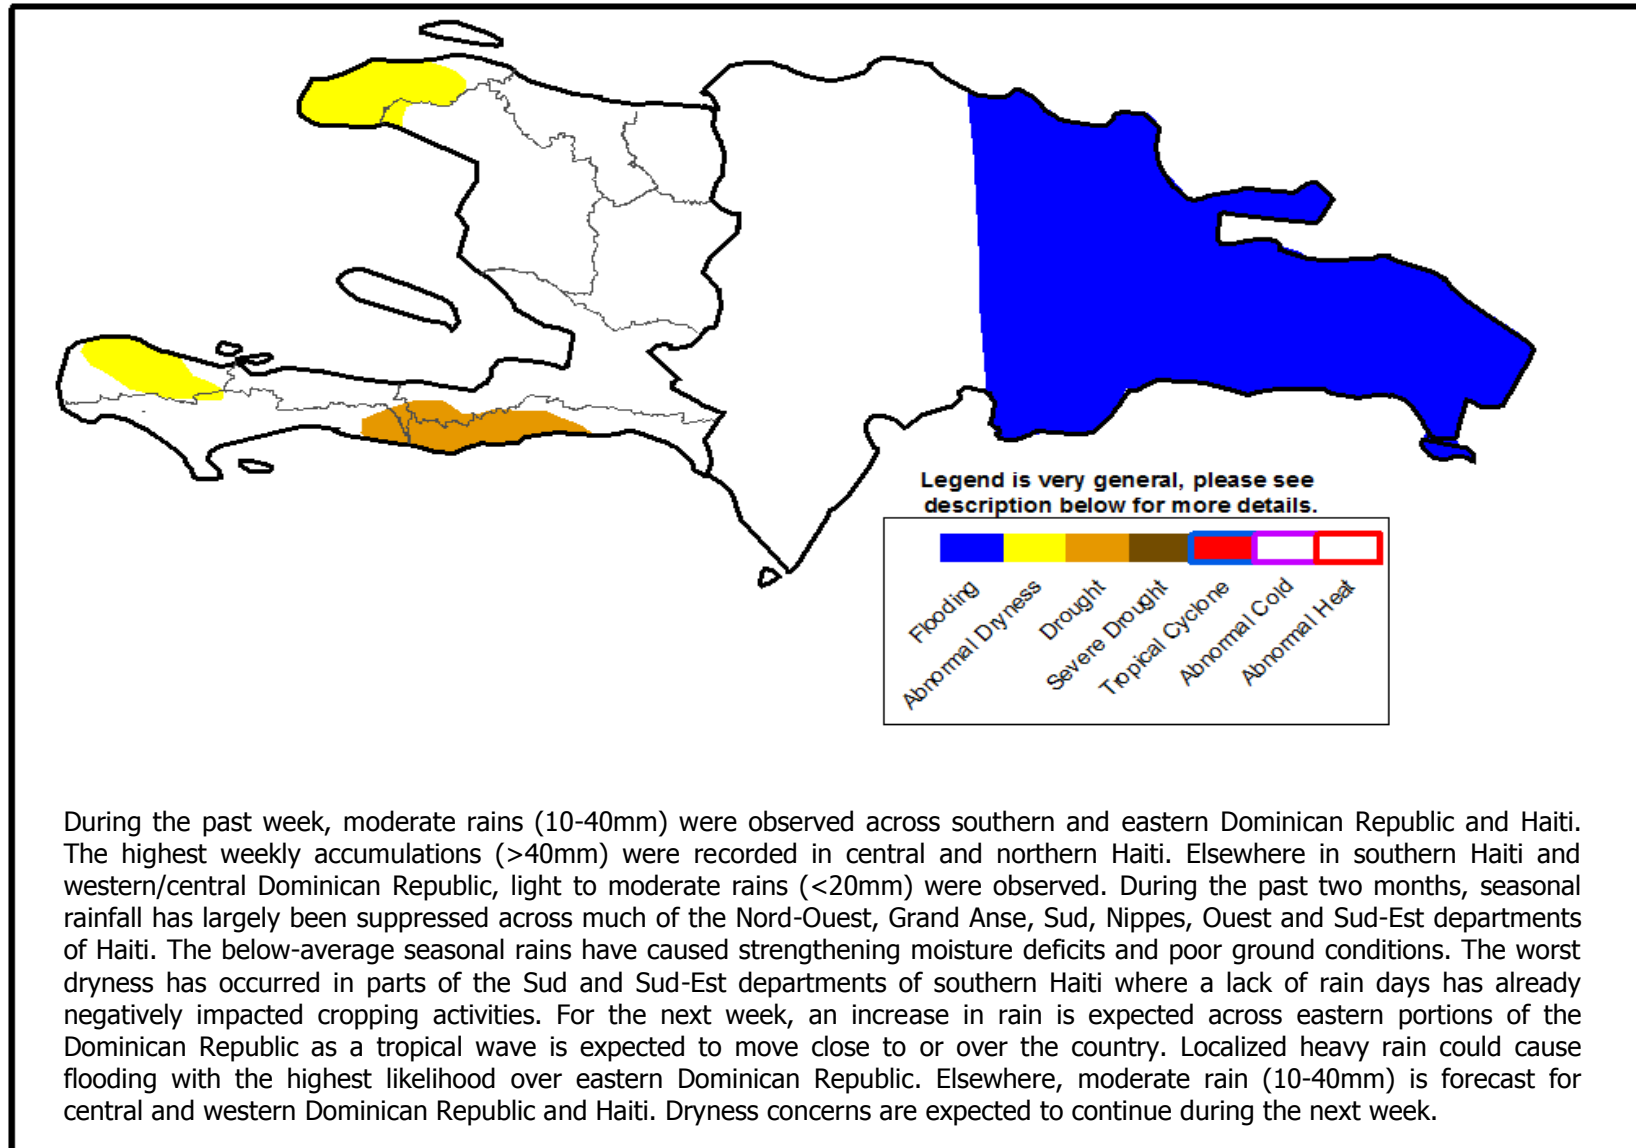 Legend is very general, please see
description below for more details.
Flooding
Abnormal Dryness
Drought
Severe Drought
Tropical Cyclone
Abnormal Cold
Abnormal Heat
During the past week, moderate rains (10-40mm) were observed across southern and eastern Dominican Republic and Haiti.
The highest weekly accumulations (>40mm) were recorded in central and northern Haiti. Elsewhere in southern Haiti and
western/central Dominican Republic, light to moderate rains (<20mm) were observed. During the past two months, seasonal
rainfall has largely been suppressed across much of the Nord-Ouest, Grand Anse, Sud, Nippes, Ouest and Sud-Est departments
of Haiti. The below-average seasonal rains have caused strengthening moisture deficits and poor ground conditions. The worst
dryness has occurred in parts of the Sud and Sud-Est departments of southern Haiti where a lack of rain days has already
negatively impacted cropping activities. For the next week, an increase in rain is expected across eastern portions of the
Dominican Republic as a tropical wave is expected to move close to or over the country. Localized heavy rain could cause
flooding with the highest likelihood over eastern Dominican Republic. Elsewhere, moderate rain (10-40mm) is forecast for
central and western Dominican Republic and Haiti. Dryness concerns are expected to continue during the next week.